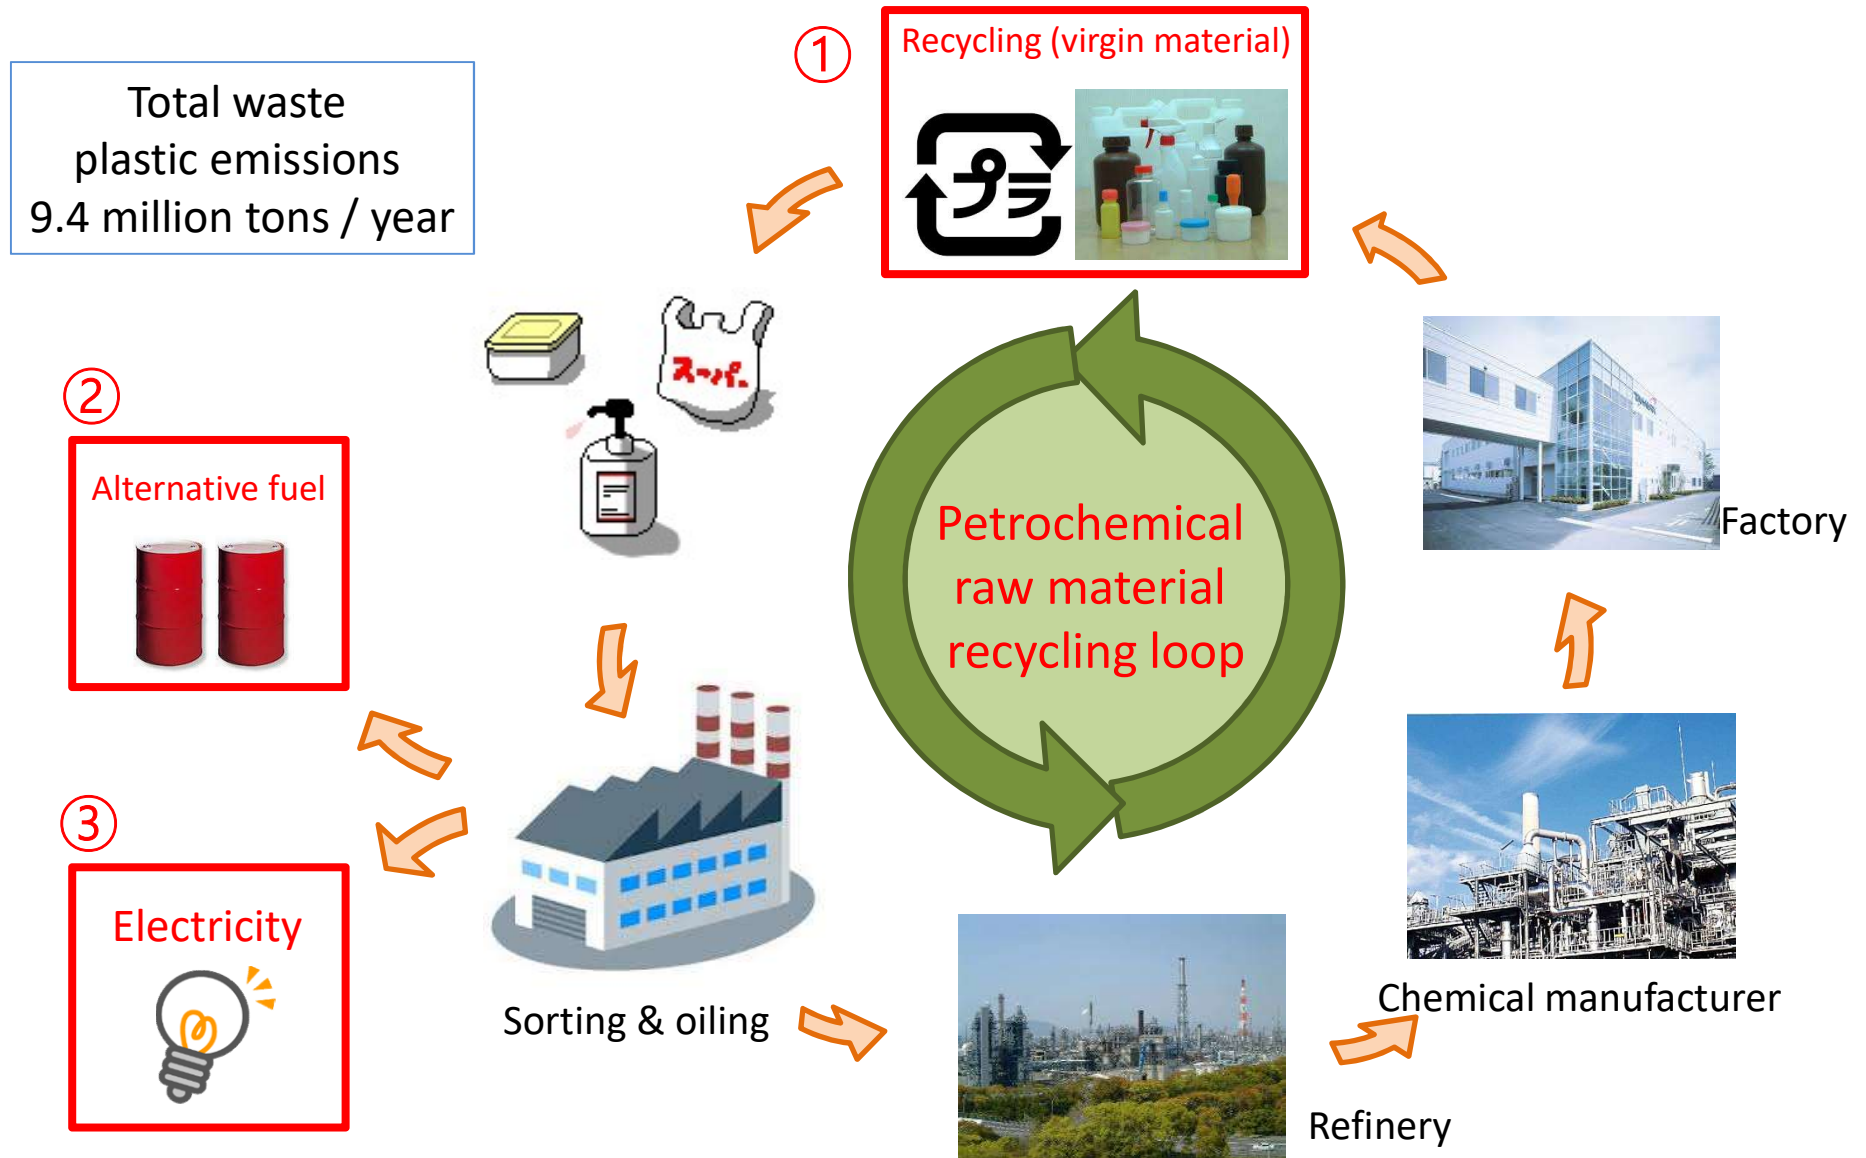 Total waste
plastic emissions
9.4 million tons / year
①
Recycling (virgin material)
プラ
スーパー
②
Alternative fuel
Petrochemical
raw material
recycling loop
Factory
③
Electricity
Sorting & oiling
Chemical manufacturer
Refinery